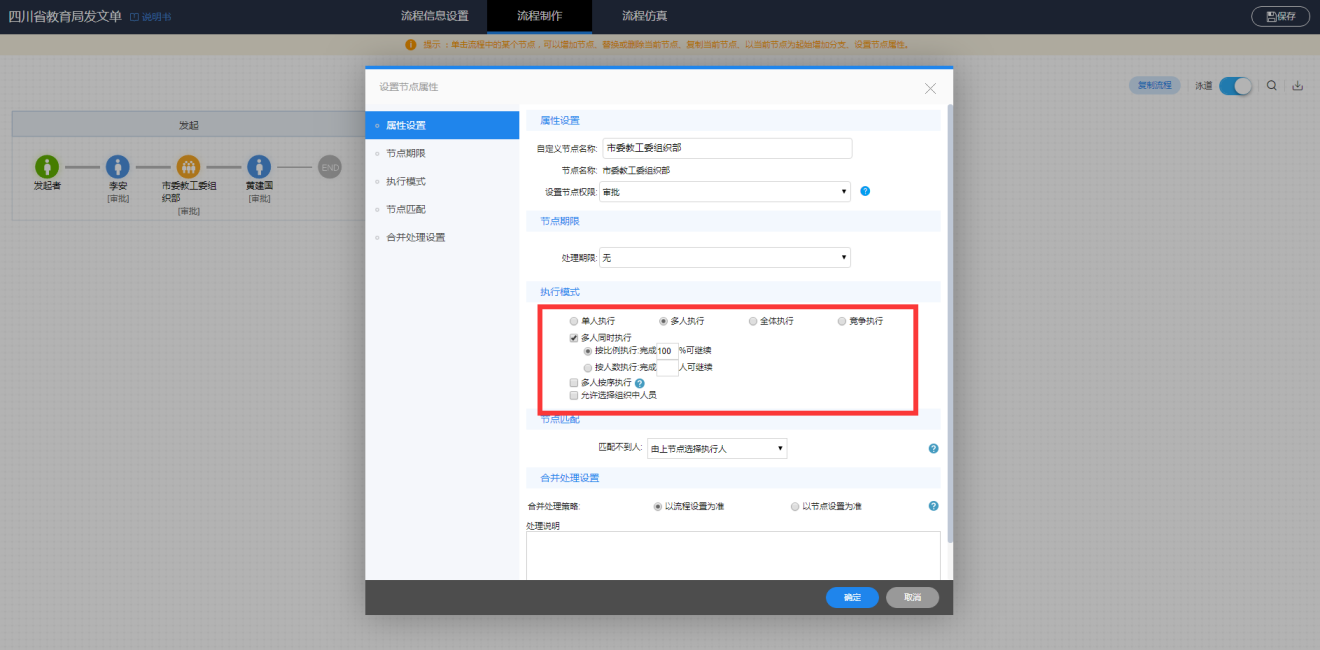 四川省教育局发文单 说明书 流程信息设置 流程制作 流程仿真 保存
提示：单击流程中的某个节点，可以增加节点、替换或删除当前节点、复制当前节点、以当前节点为起始增加分支、设置节点属性。
设置节点属性
复制流程 泳道
发起
END
发起者 李安 市委教工委组织部 黄建国
[审批] [审批] [审批]
属性设置
节点期限
执行模式
节点匹配
合并处理设置
属性设置
自定义节点名称: 市委教工委组织部
节点名称: 市委教工委组织部
设置节点权限: 审批
节点期限
处理期限: 无
执行模式
单人执行 多人执行 全体执行 竞争执行
多人同时执行
按比例执行:完成 100 %可继续
按人数执行:完成 人可继续
多人按序执行
允许选择组织中人员
节点匹配
匹配不到人: 由上节点选择执行人
合并处理设置
合并处理策略: 以流程设置为准 以节点设置为准
处理说明
确定 取消